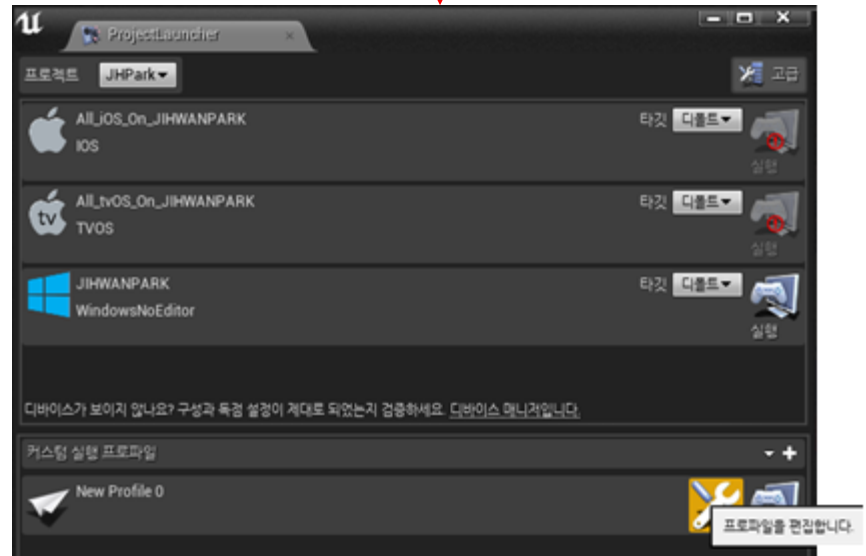 ProjectLauncher
프로젝트 JHPark
고급
All_iOS_On_JIHWANPARK
타깃 디폴트
IOS
실행
All_tvOS_On_JIHWANPARK
타깃 디폴트
tv
TVOS
실행
JIHWANPARK
타깃 디폴트
WindowsNoEditor
실행
디바이스가 보이지 않나요? 구성과 독점 설정이 제대로 되었는지 검증하세요. 디바이스 매니저입니다.
커스텀 실행 프로파일
New Profile 0
프로파일을 편집합니다.